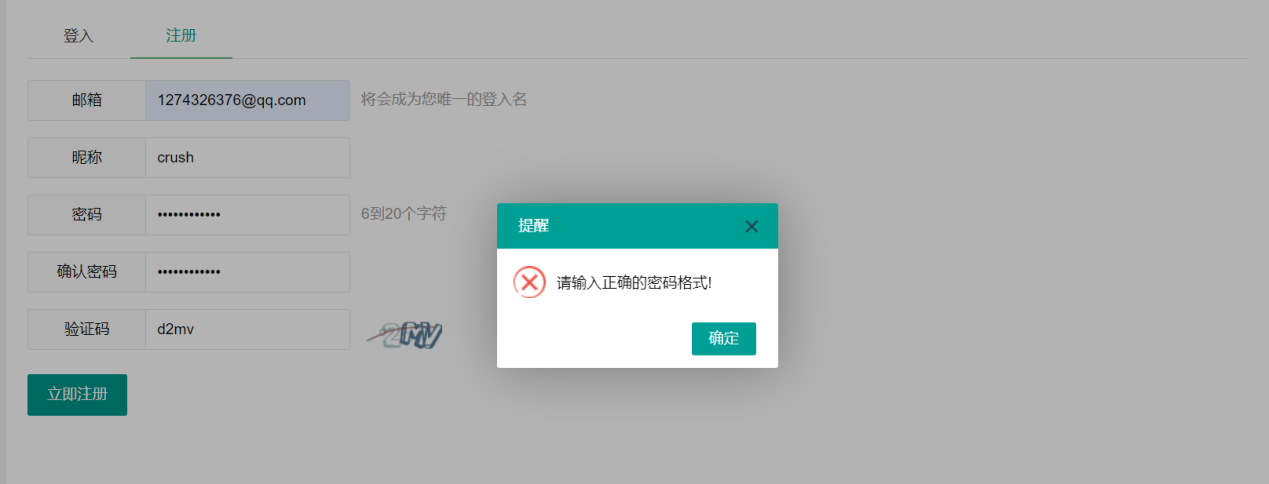 登入 注册
邮箱 1274326376@qq.com 将会成为您唯一的登入名
昵称 crush
密码 •••••••••••• 6到20个字符
提醒
确认密码 ••••••••••••
请输入正确的密码格式!
验证码 d2mv 2MV
确定
立即注册